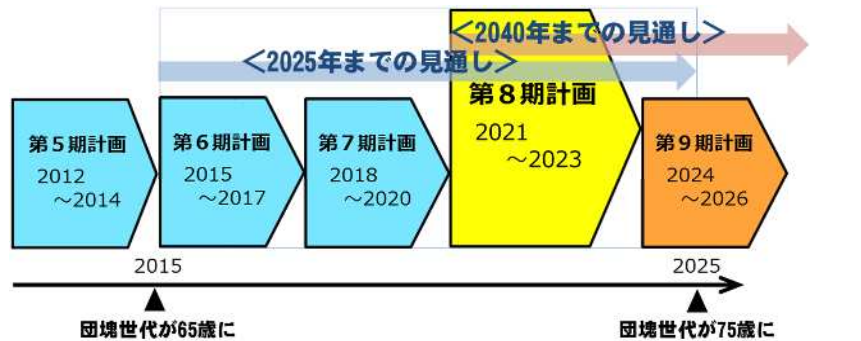 <2040年までの見通し>
<2025年までの見通し>
第5期計画
2012
～2014
第6期計画
2015
～2017
第7期計画
2018
～2020
第8期計画
2021
～2023
第9期計画
2024
～2026
2015
2025
団塊世代が65歳に
団塊世代が75歳に